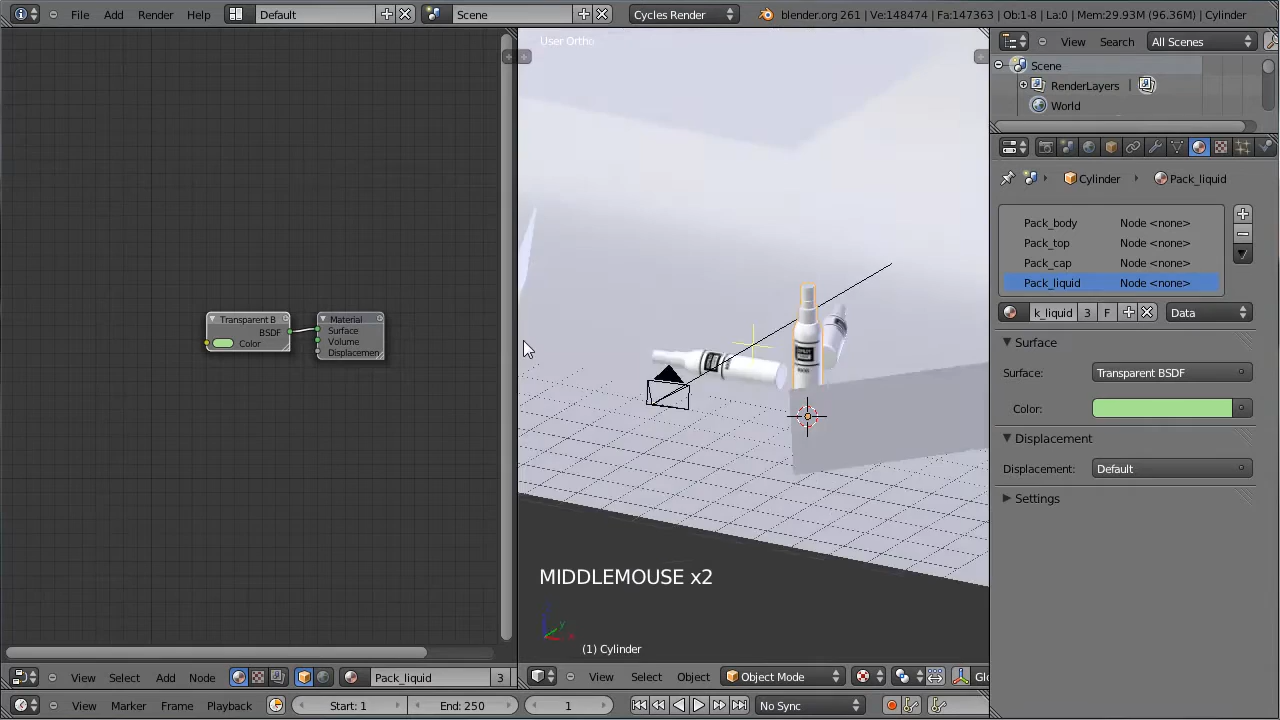 File Add Render Help Default Scene Cycles Render blender.org 261 | Ve:148474 | Fa:147363 | Ob:1-8 | La:0 | Mem:29.93M (96.36M) | Cylinder
User Ortho
View Search All Scenes
Scene
RenderLayers |
World
Cylinder Pack_liquid
Pack_body Node <none>
Pack_top Node <none>
Pack_cap Node <none>
Pack_liquid Node <none>
k_liquid 3 F Data
Surface
Surface: Transparent BSDF
Color:
Displacement
Displacement: Default
Settings
Transparent B
BSDF
Color
Material
Surface
Volume
Displacemen
MIDDLEMOUSE x2
z
y
x
(1) Cylinder
View Select Add Node Pack_liquid 3
View Select Object Object Mode Glo
View Marker Frame Playback Start: 1 End: 250 1 No Sync